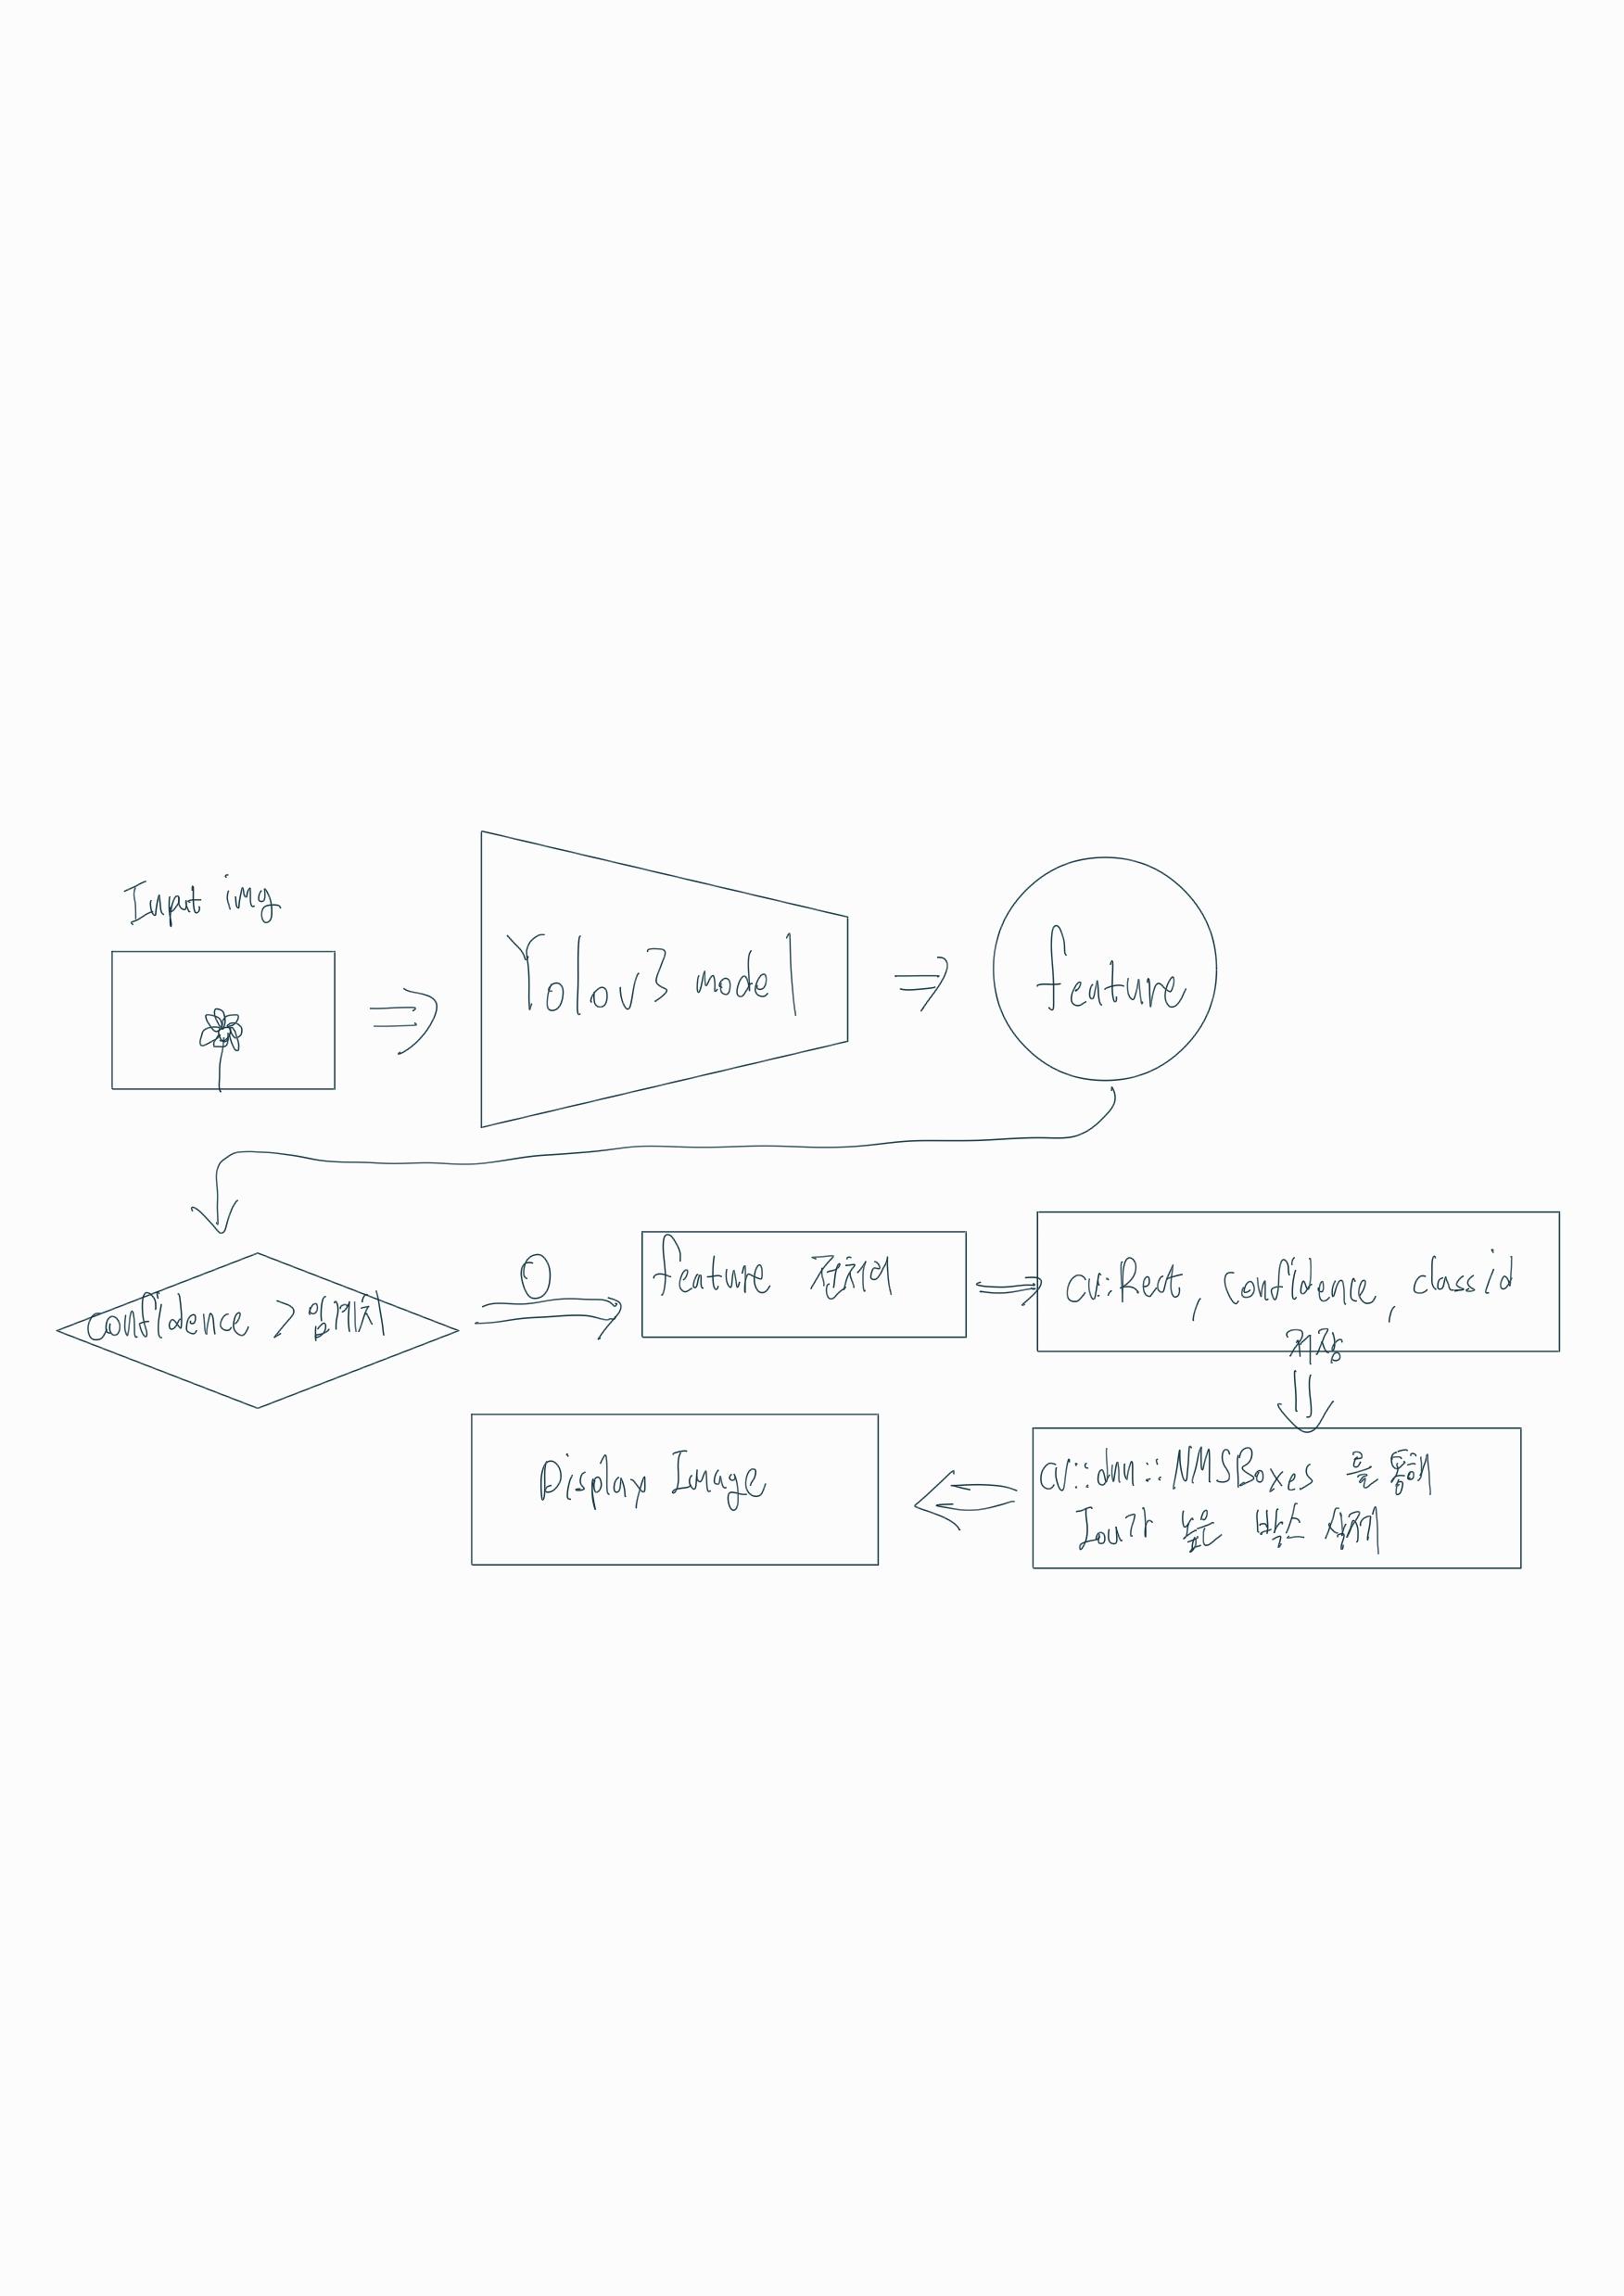 Input img
Yolov3 model
feature
Confidence > 임계치
O
feature 전처리
cv::Rect, Confidence, classid
저장
cv::dnn::NMSBoxes 를 통해
Iou가 높은 박스 삭제
Display Image